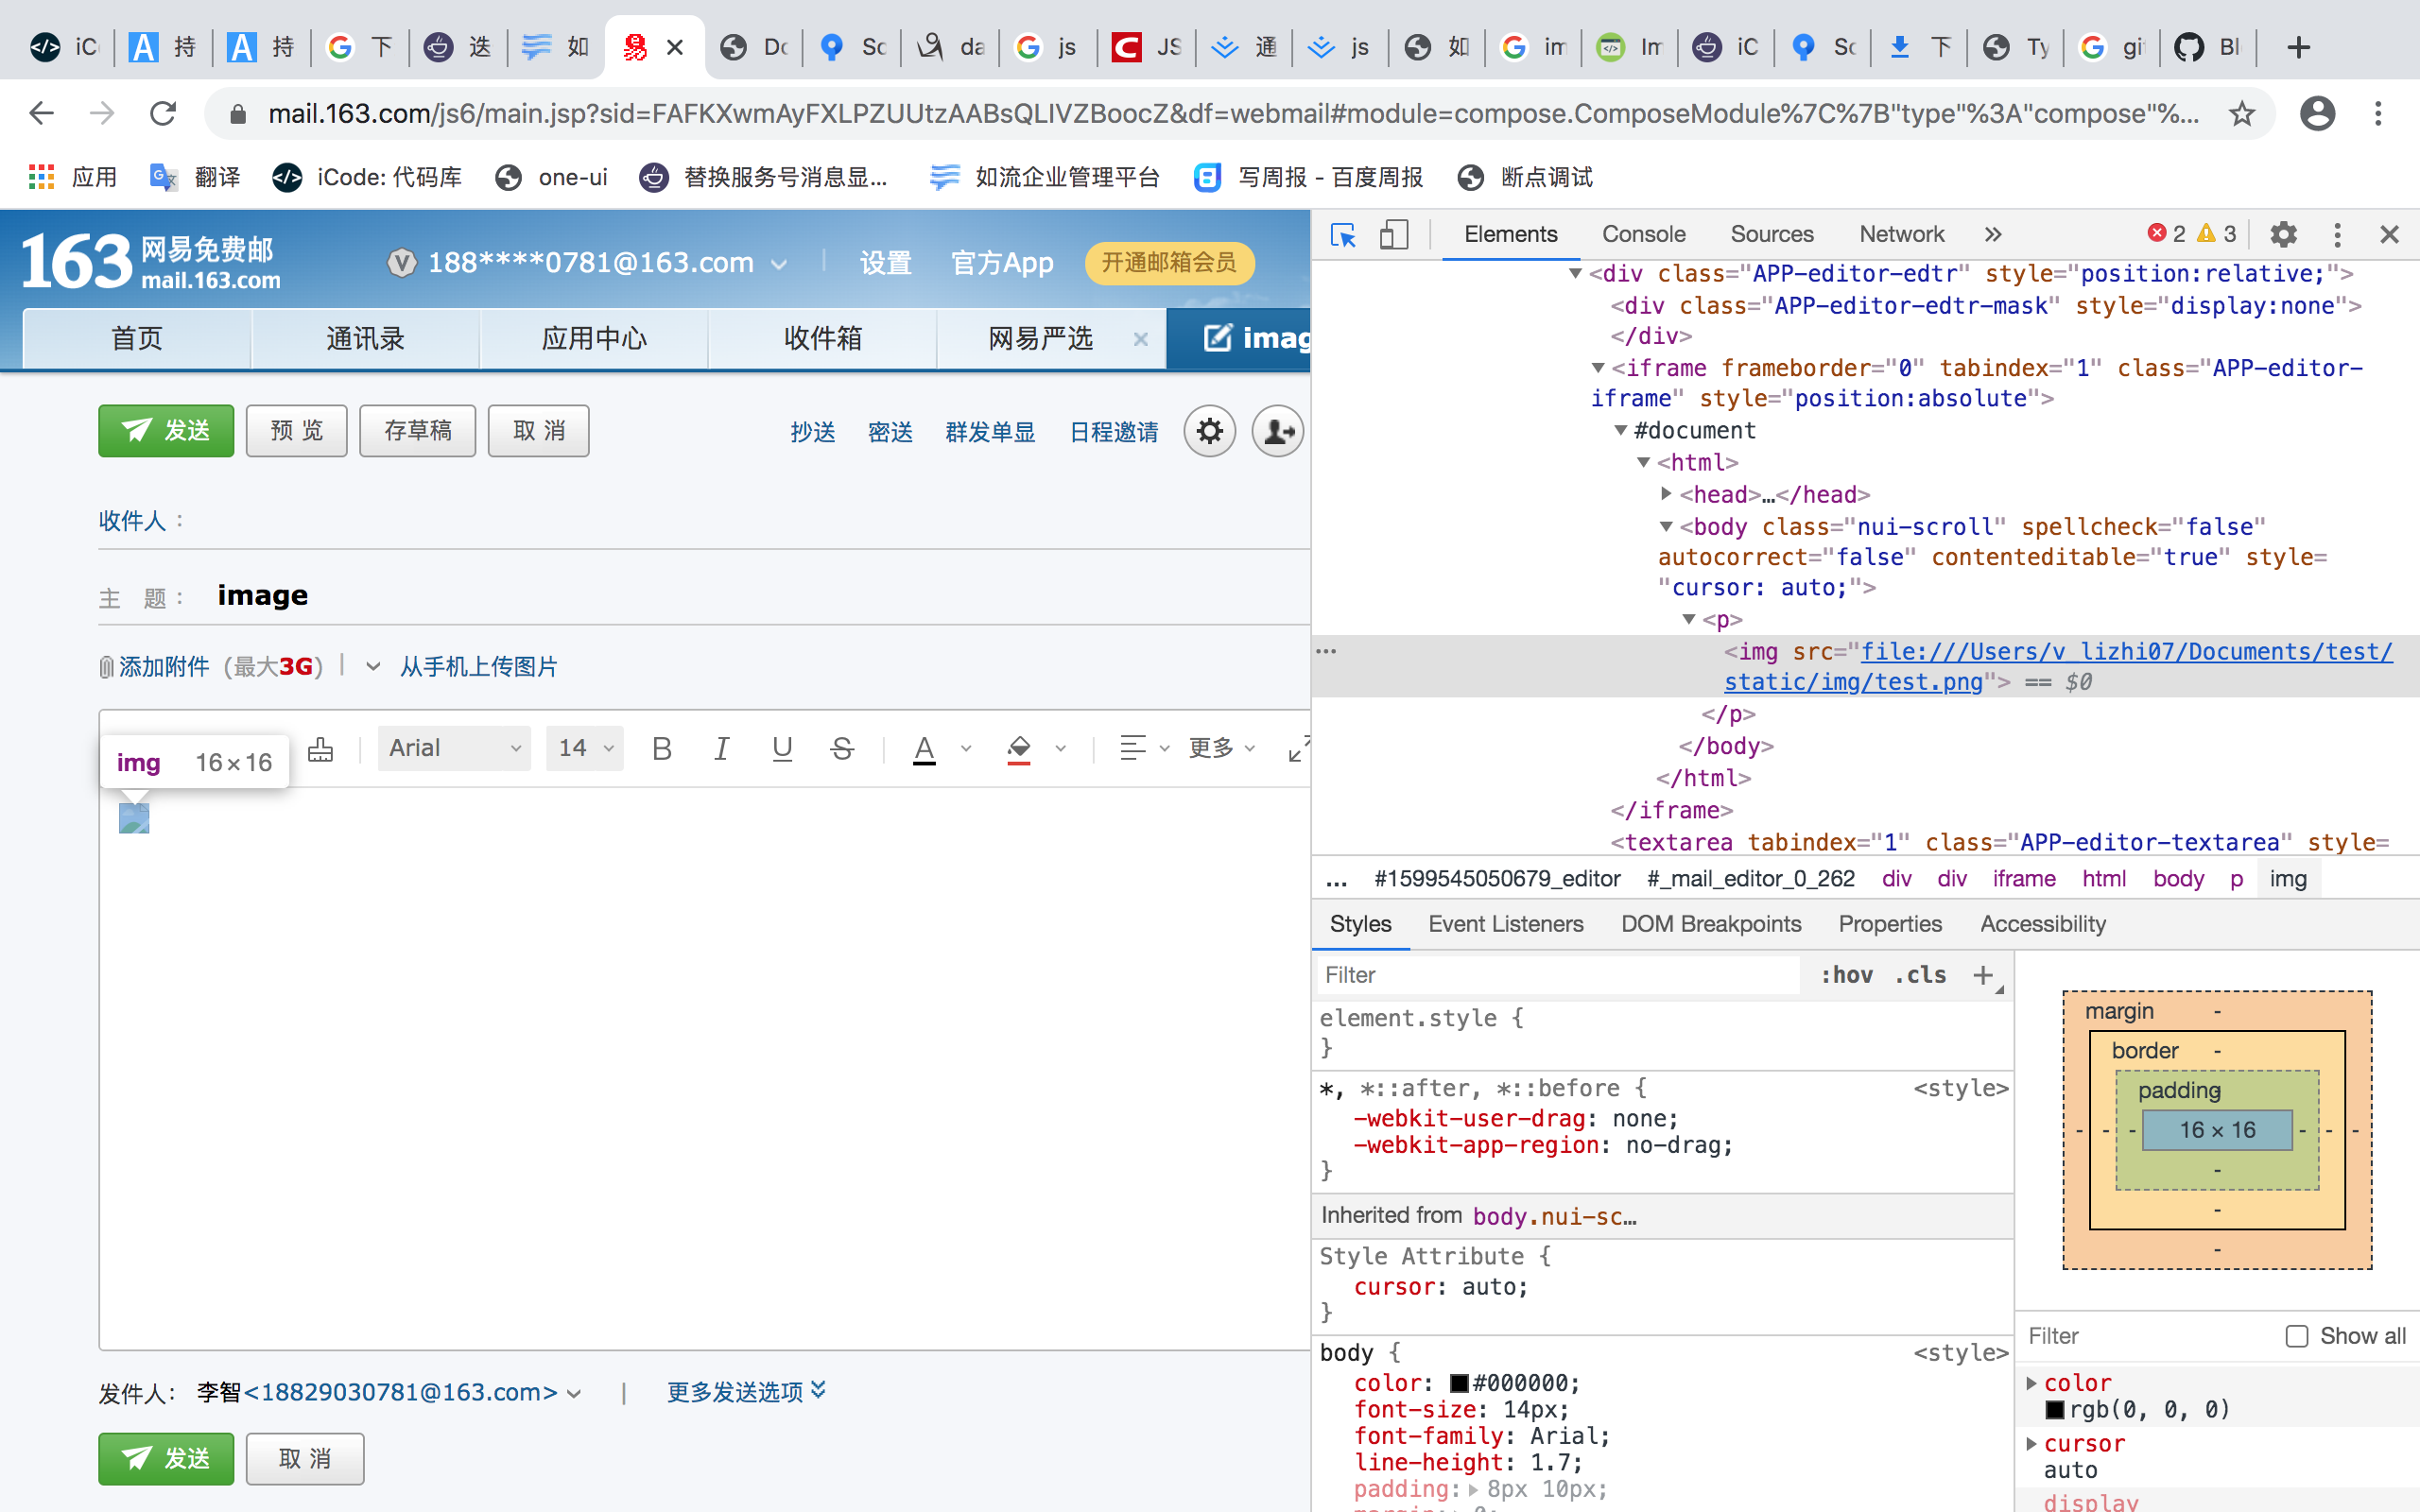 iC 持 持 G 下 迭 如 Dc Sc da js JS 通 js 如 im Im iC Sc 下 Ty gi Bl
mail.163.com/js6/main.jsp?sid=FAFKXwmAyFXLPZUUtzAABsQLIVZBoocZ&df=webmail#module=compose.ComposeModule%7C%7B"type"%3A"compose"%...
应用 翻译 iCode: 代码库 one-ui 替换服务号消息显... 如流企业管理平台 写周报 - 百度周报 断点调试
163 网易免费邮
mail.163.com
188****0781@163.com 设置 官方App 开通邮箱会员
首页 通讯录 应用中心 收件箱 网易严选 imag
发送 预 览 存草稿 取 消 抄送 密送 群发单显 日程邀请
收件人：
主 题： image
添加附件 (最大3G) 从手机上传图片
Arial 14 B I U S A 更多
img 16×16
发件人： 李智<18829030781@163.com> | 更多发送选项
发送 取 消
Elements Console Sources Network » 2 3
<div class="APP-editor-edtr" style="position:relative;">
<div class="APP-editor-edtr-mask" style="display:none">
</div>
<iframe frameborder="0" tabindex="1" class="APP-editor-
iframe" style="position:absolute">
#document
<html>
<head>…</head>
<body class="nui-scroll" spellcheck="false"
autocorrect="false" contenteditable="true" style=
"cursor: auto;">
<p>
<img src="file:///Users/v_lizhi07/Documents/test/
static/img/test.png"> == $0
</p>
</body>
</html>
</iframe>
<textarea tabindex="1" class="APP-editor-textarea" style=
... #1599545050679_editor #_mail_editor_0_262 div div iframe html body p img
Styles Event Listeners DOM Breakpoints Properties Accessibility
Filter :hov .cls +
element.style {
}
*, *::after, *::before { <style>
-webkit-user-drag: none;
-webkit-app-region: no-drag;
}
Inherited from body.nui-sc…
Style Attribute {
cursor: auto;
}
body { <style>
color: #000000;
font-size: 14px;
font-family: Arial;
line-height: 1.7;
padding: 8px 10px;
margin: 0;
margin -
border -
padding -
- - - 16 × 16 - - -
-
-
-
Filter Show all
color
rgb(0, 0, 0)
cursor
auto
display